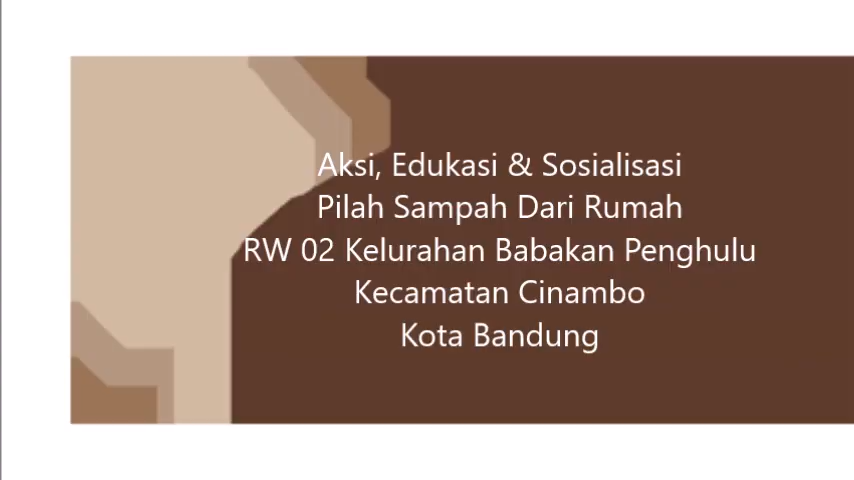 Aksi, Edukasi & Sosialisasi
Pilah Sampah Dari Rumah
RW 02 Kelurahan Babakan Penghulu
Kecamatan Cinambo
Kota Bandung